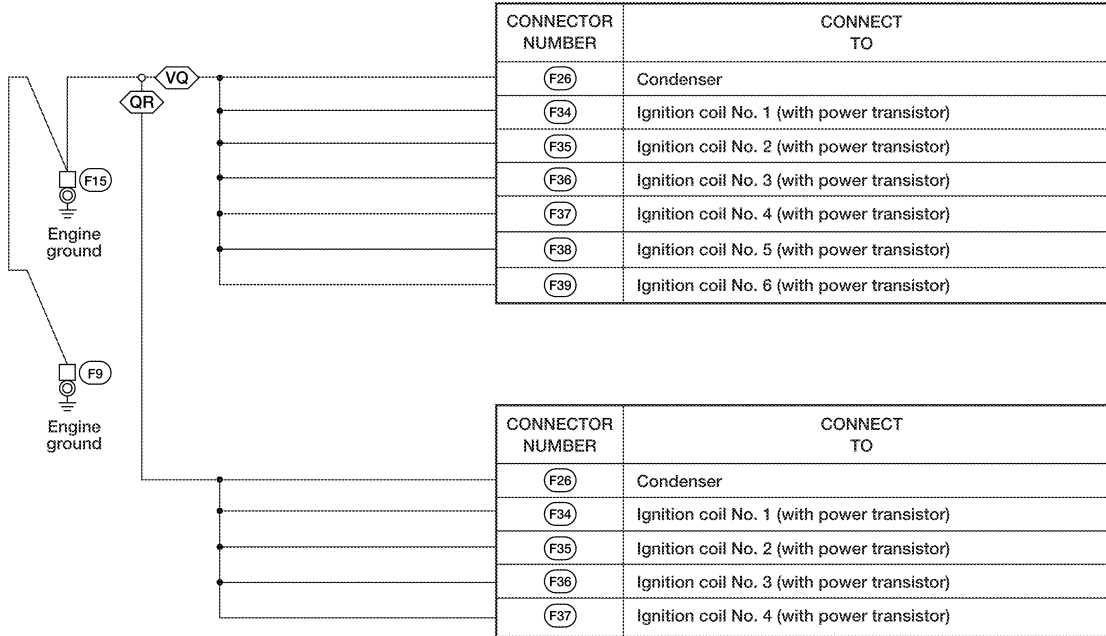 CONNECTOR NUMBER CONNECT TO
F26 Condenser
F34 Ignition coil No. 1 (with power transistor)
F35 Ignition coil No. 2 (with power transistor)
F36 Ignition coil No. 3 (with power transistor)
F37 Ignition coil No. 4 (with power transistor)
F38 Ignition coil No. 5 (with power transistor)
F39 Ignition coil No. 6 (with power transistor)
VQ
QR
F15
Engine
ground
F9
Engine
ground
CONNECTOR NUMBER CONNECT TO
F26 Condenser
F34 Ignition coil No. 1 (with power transistor)
F35 Ignition coil No. 2 (with power transistor)
F36 Ignition coil No. 3 (with power transistor)
F37 Ignition coil No. 4 (with power transistor)